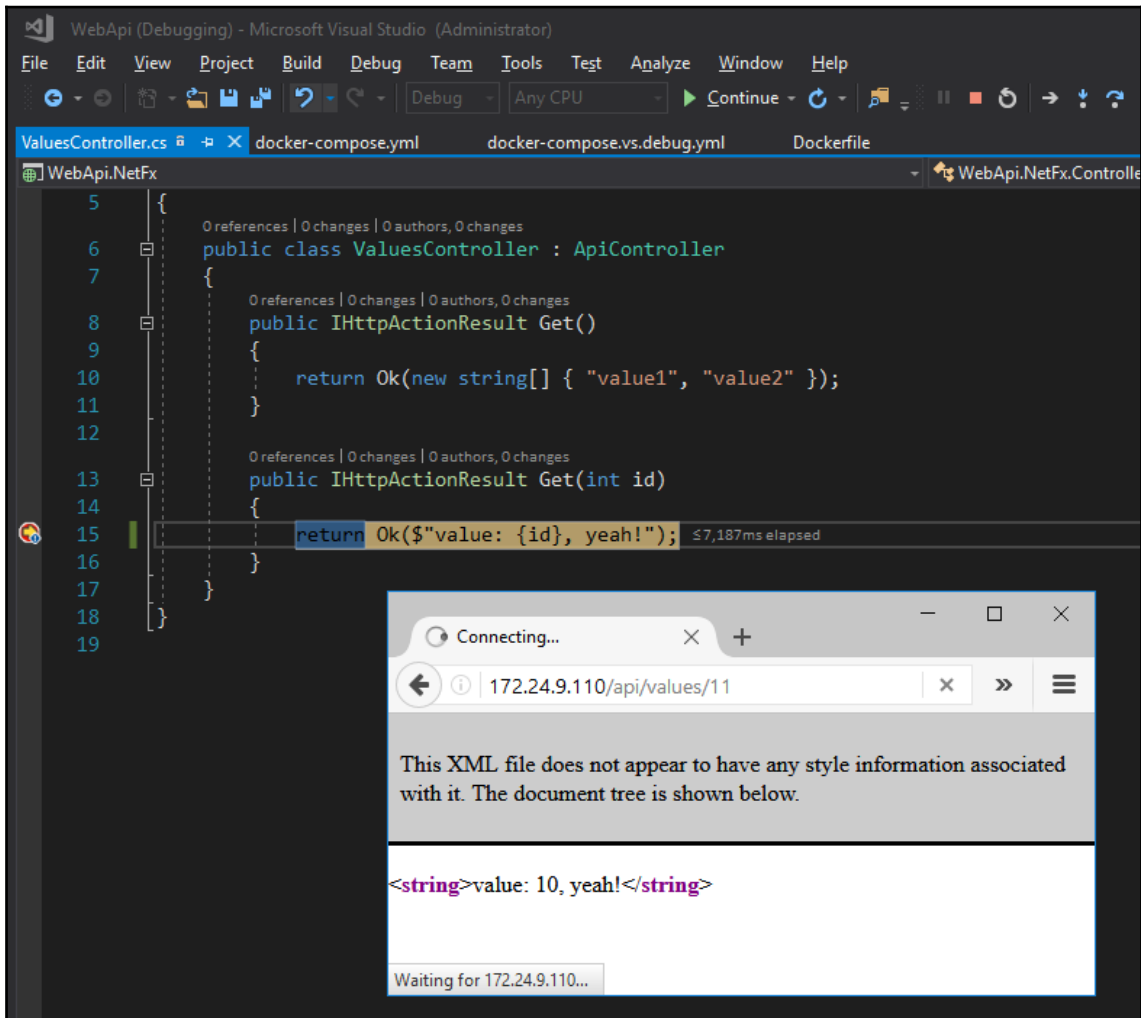 WebApi (Debugging) - Microsoft Visual Studio (Administrator)
File Edit View Project Build Debug Team Tools Test Analyze Window Help
Debug Any CPU Continue
ValuesController.cs docker-compose.yml docker-compose.vs.debug.yml Dockerfile
WebApi.NetFx WebApi.NetFx.Controlle
5 {
0 references | 0 changes | 0 authors, 0 changes
6 public class ValuesController : ApiController
7 {
0 references | 0 changes | 0 authors, 0 changes
8 public IHttpActionResult Get()
9 {
10 return Ok(new string[] { "value1", "value2" });
11 }
12
0 references | 0 changes | 0 authors, 0 changes
13 public IHttpActionResult Get(int id)
14 {
15 return Ok($"value: {id}, yeah!"); ≤7,187ms elapsed
16 }
17 }
18 }
19
Connecting...
172.24.9.110/api/values/11
This XML file does not appear to have any style information associated
with it. The document tree is shown below.
<string>value: 10, yeah!</string>
Waiting for 172.24.9.110...